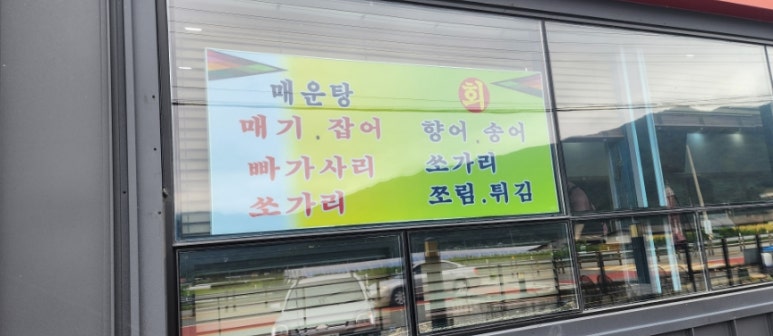 매운탕
매기.잡어
빠가사리
쏘가리
회
향어.송어
쏘가리
쪼림.튀김